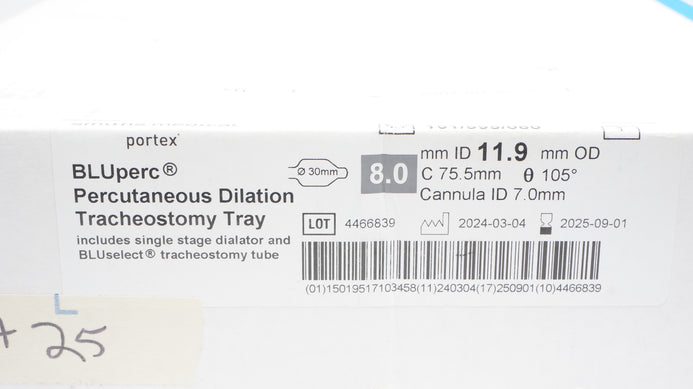 portex
BLUperc®
Percutaneous Dilation
Tracheostomy Tray
includes single stage dialator and
BLUselect® tracheostomy tube
Ø 30mm
8.0 mm ID 11.9 mm OD
C 75.5mm θ 105°
Cannula ID 7.0mm
LOT 4466839 2024-03-04 2025-09-01
(01)15019517103458(11)240304(17)250901(10)4466839
L
25